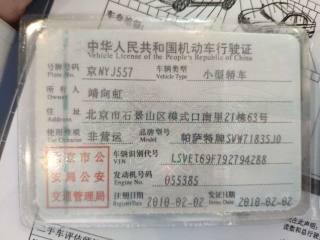 中华人民共和国机动车行驶证
Vehicle License of the People's Republic of China
号牌号码 京NYJ557 车辆类型 小型轿车
Plate No. Vehicle Type
所有人 靖向虹
住址 北京市石景山区模式口南里21栋63号
Address
使用性质 非营运 品牌型号 帕萨特牌SVW7183SJD
北京市公
安局公安
交通管理局
车辆识别代号 LSVET69F792794288
VIN
发动机号码 055385
Engine No.
注册日期 2010-02-02 发证日期 2010-02-02
Register Date Issue Date
二手车评估师